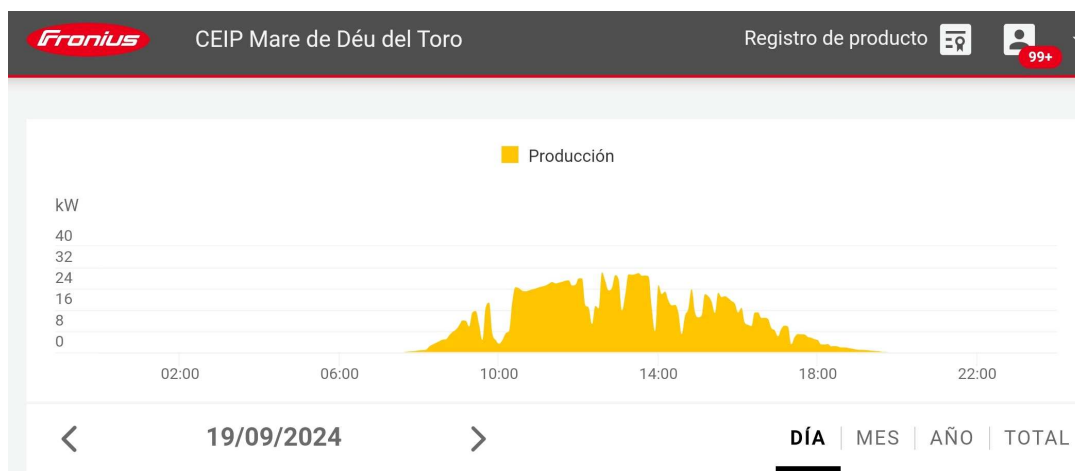 Fronius CEIP Mare de Déu del Toro Registro de producto 99+
Producción
kW
40
32
24
16
8
0
02:00 06:00 10:00 14:00 18:00 22:00
19/09/2024 DÍA MES AÑO TOTAL